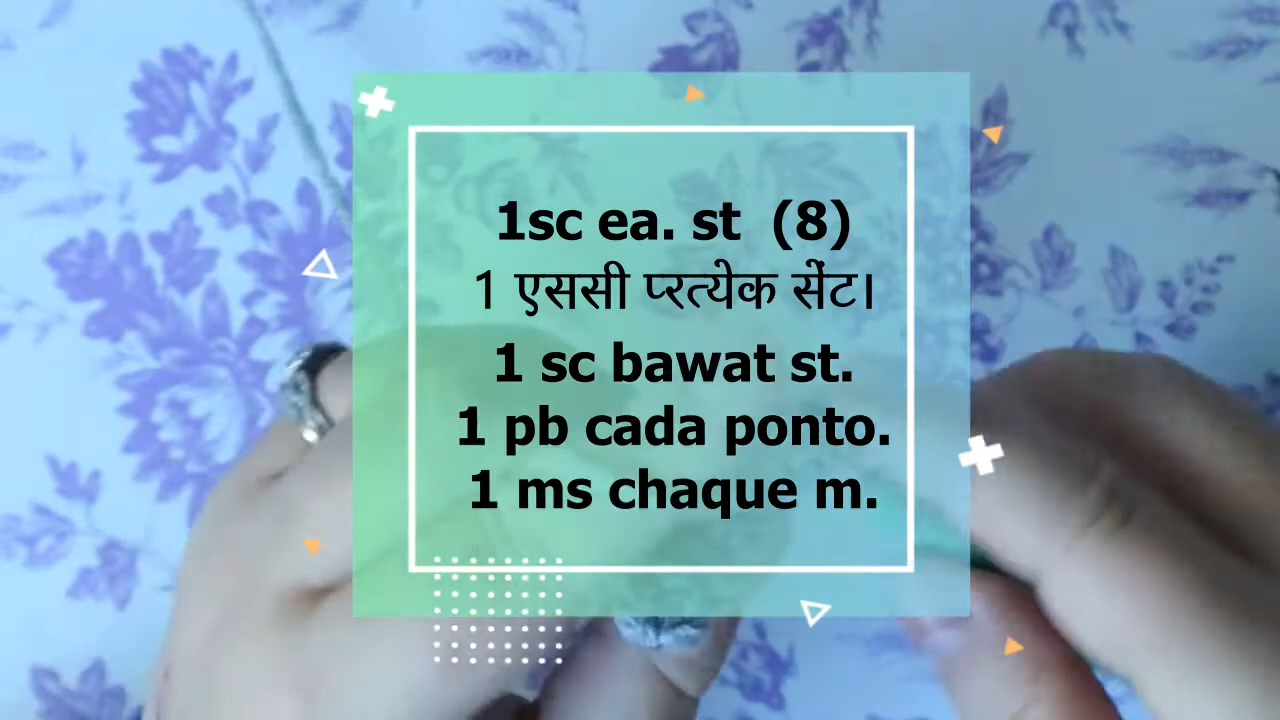 1sc ea. st (8)
1 एससी प्रत्येक सेंट।
1 sc bawat st.
1 pb cada ponto.
1 ms chaque m.